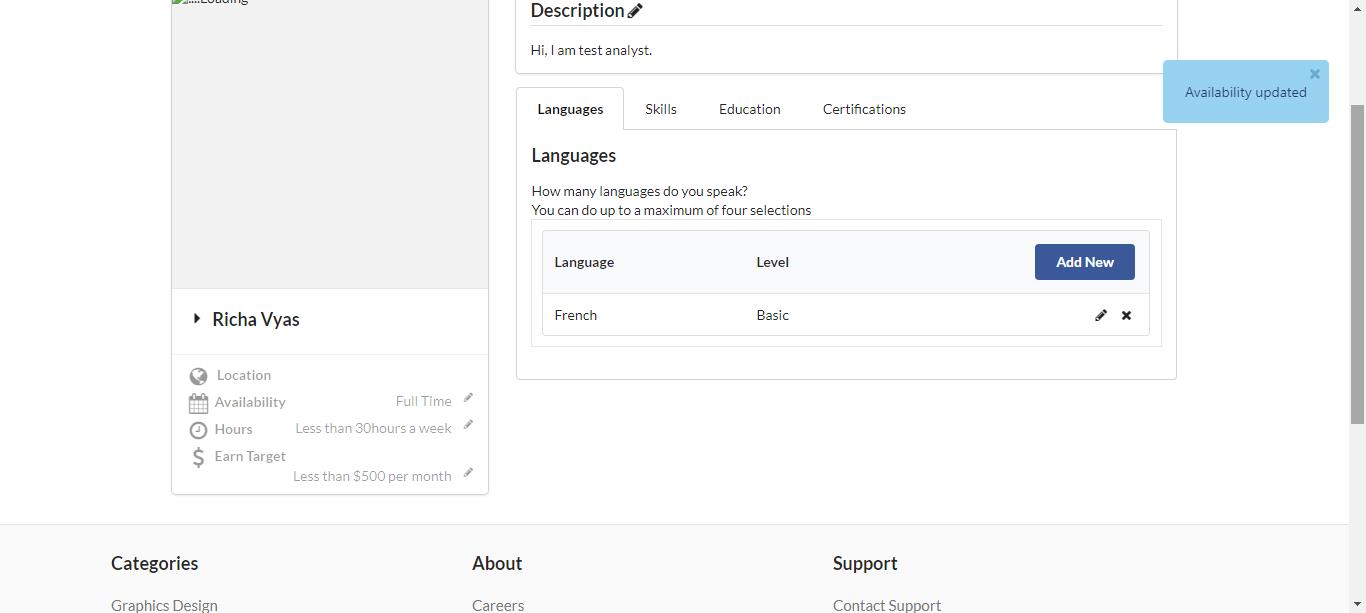 ....Loading
Description
Hi, I am test analyst.
Availability updated
Languages Skills Education Certifications
Languages
How many languages do you speak?
You can do up to a maximum of four selections
Language Level Add New
French Basic
Richa Vyas
Location
Availability Full Time
Hours Less than 30hours a week
Earn Target
Less than $500 per month
Categories About Support
Graphics Design Careers Contact Support